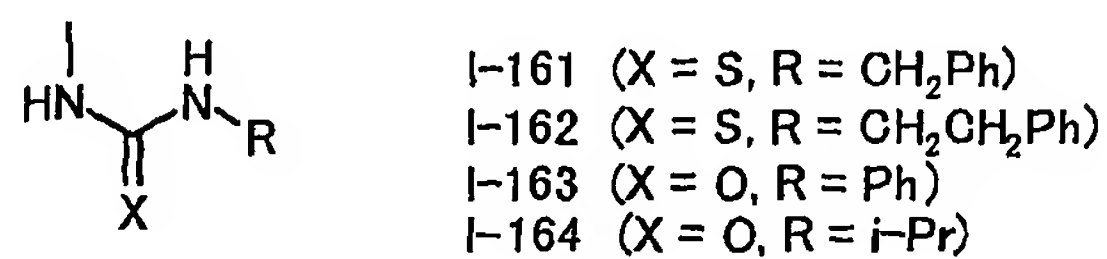 H
HN N
R
X
I-161 (X = S, R = CH₂Ph)
I-162 (X = S, R = CH₂CH₂Ph)
I-163 (X = O, R = Ph)
I-164 (X = O, R = i-Pr)